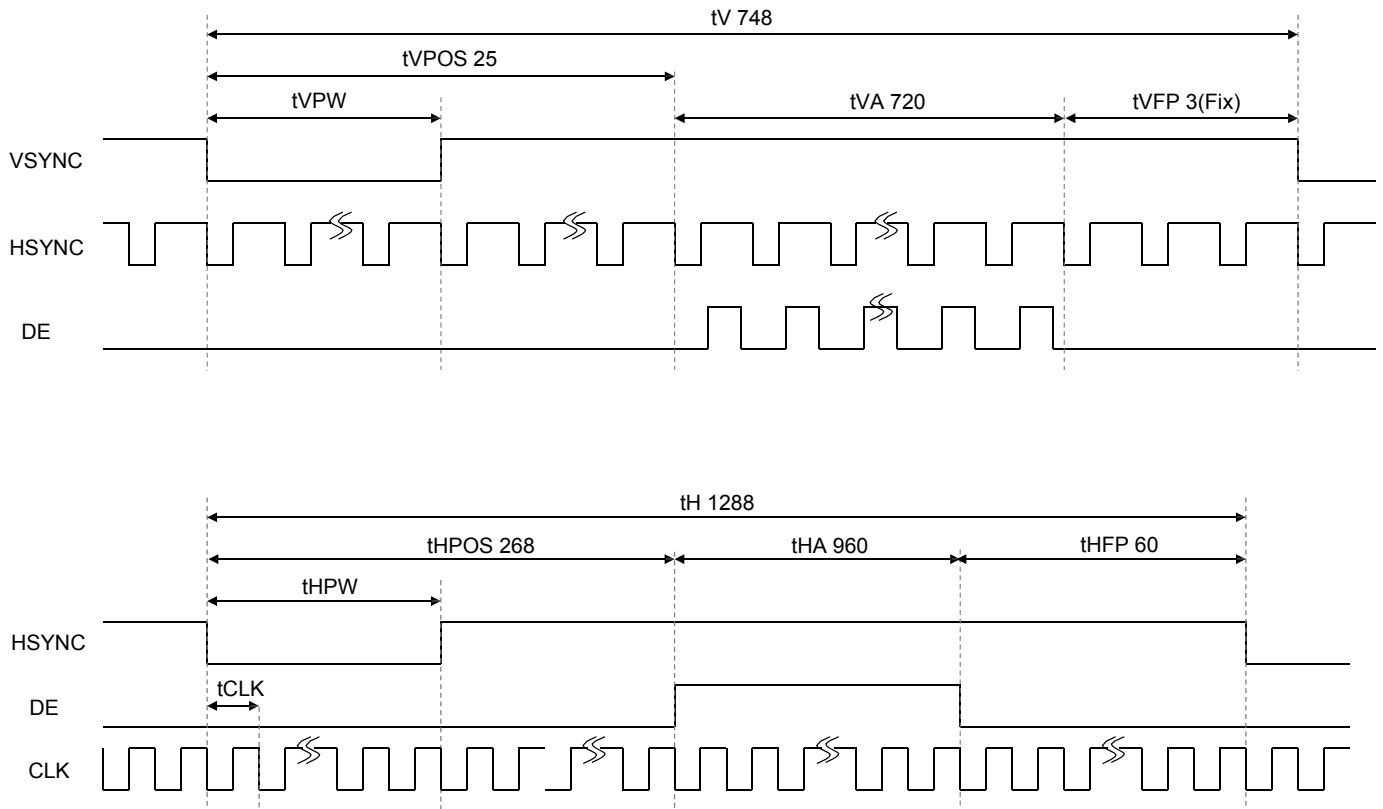 tV 748
tVPOS 25
tVPW
tVA 720
tVFP 3(Fix)
VSYNC
HSYNC
DE
tH 1288
tHPOS 268
tHA 960
tHFP 60
tHPW
HSYNC
tCLK
DE
CLK